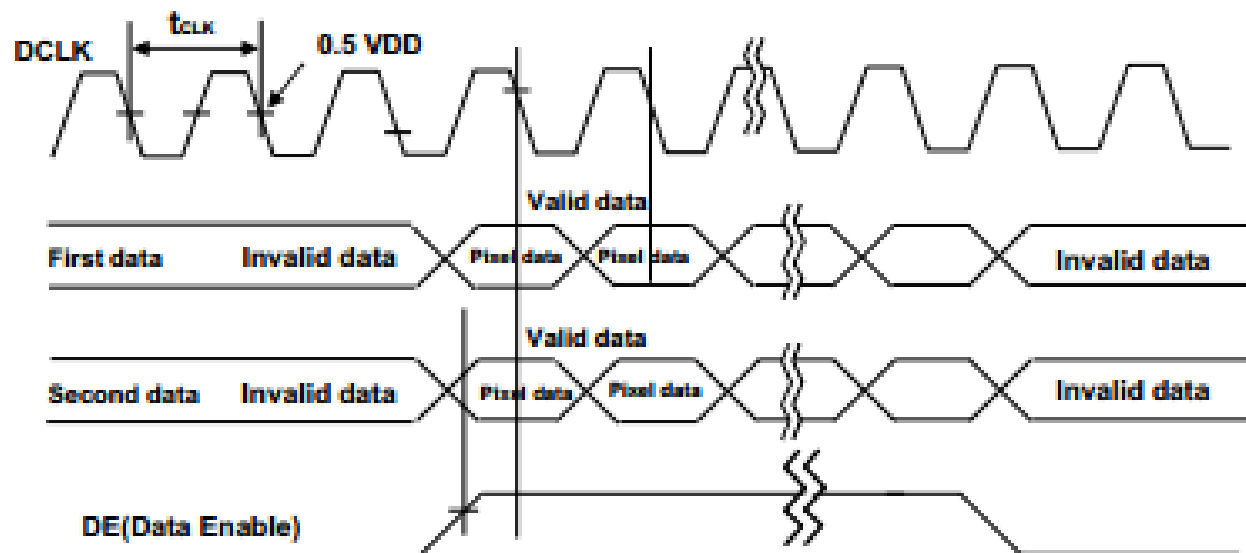 tCLK
DCLK
0.5 VDD
Valid data
First data Invalid data Pixel data Pixel data Invalid data
Valid data
Second data Invalid data Pixel data Pixel data Invalid data
DE(Data Enable)